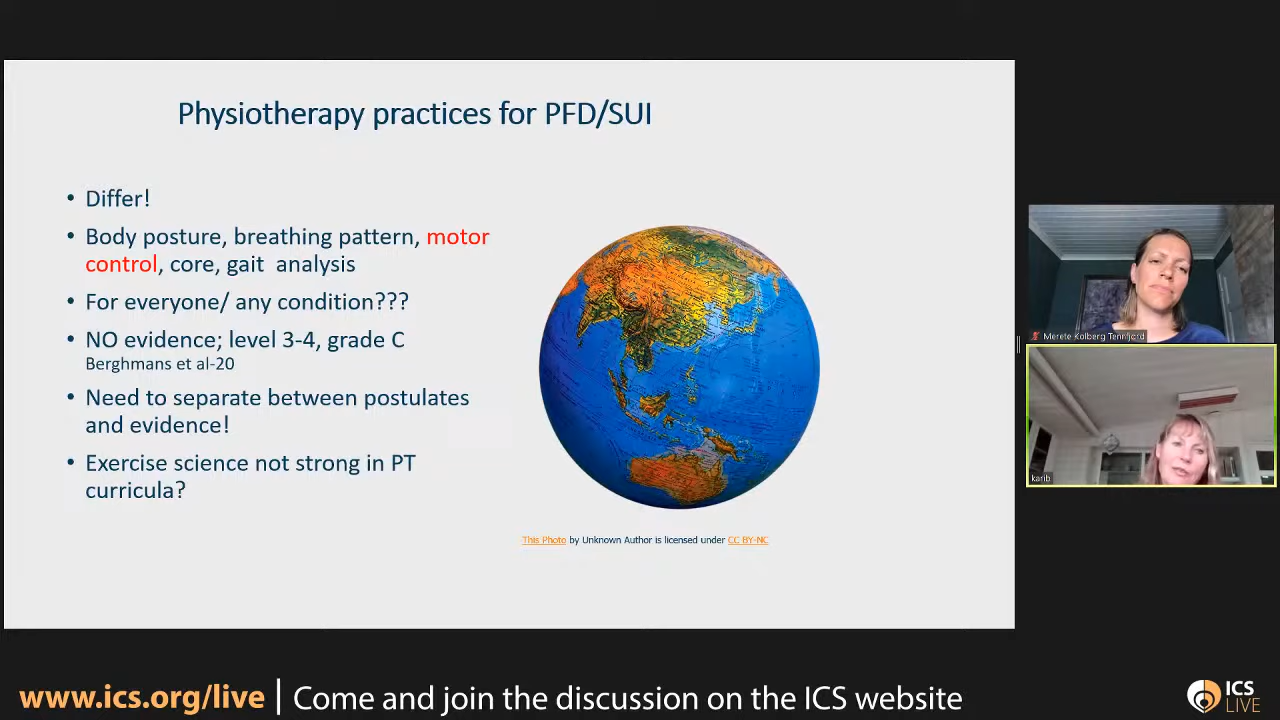 Physiotherapy practices for PFD/SUI
• Differ!
• Body posture, breathing pattern, motor
control, core, gait analysis
• For everyone/ any condition???
• NO evidence; level 3-4, grade C
Berghmans et al-20
• Need to separate between postulates
and evidence!
• Exercise science not strong in PT
curricula?
This Photo by Unknown Author is licensed under CC BY-NC
Merete Kolberg Tennfjord
karib
www.ics.org/live | Come and join the discussion on the ICS website
ICS
LIVE